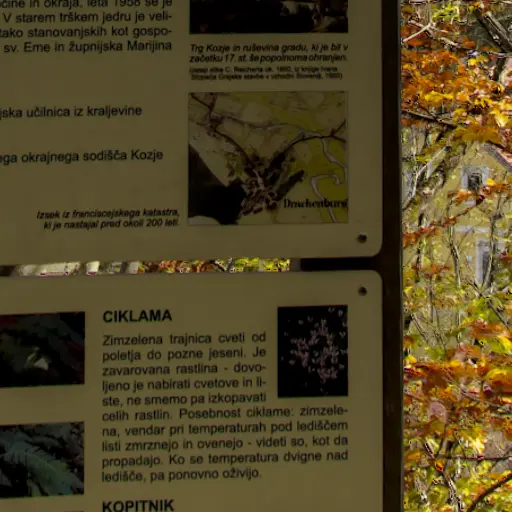 občine in okraja, leta 1958 se je
V starem trškem jedru je veli-
tako stanovanjskih kot gospo-
sv. Eme in župnijska Marijina
Trg Kozje in ruševina gradu, ki je bil v
začetku 17. st. še popolnoma ohranjen.
jska učilnica iz kraljevine
ega okrajnega sodišča Kozje
Drachenburg
Izsek iz franciscejskega katastra,
ki je nastajal pred okoli 200 leti.
CIKLAMA
Zimzelena trajnica cveti od
poletja do pozne jeseni. Je
zavarovana rastlina - dovo-
ljeno je nabirati cvetove in li-
ste, ne smemo pa izkopavati
celih rastlin. Posebnost ciklame: zimzele-
na, vendar pri temperaturah pod lediščem
listi zmrznejo in ovenejo - videti so, kot da
propadajo. Ko se temperatura dvigne nad
ledišče, pa ponovno oživijo.
KOPITNIK